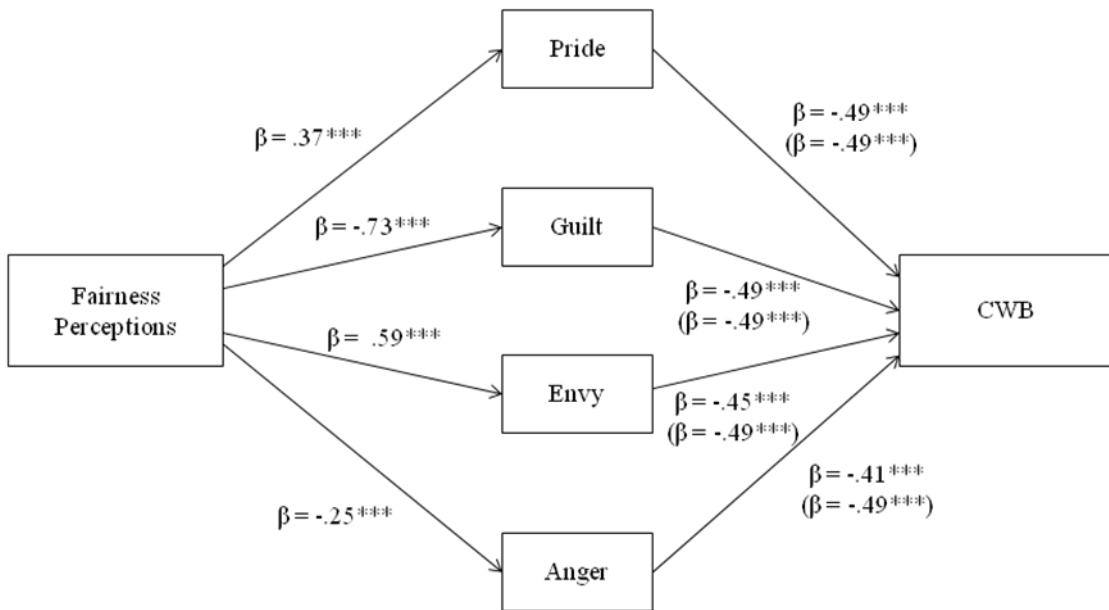 Pride
β = -.49***
(β = -.49***)
β = .37***
Guilt
β = -.73***
Fairness
Perceptions
CWB
β = -.49***
(β = -.49***)
β = .59***
Envy
β = -.45***
(β = -.49***)
β = -.41***
(β = -.49***)
β = -.25***
Anger